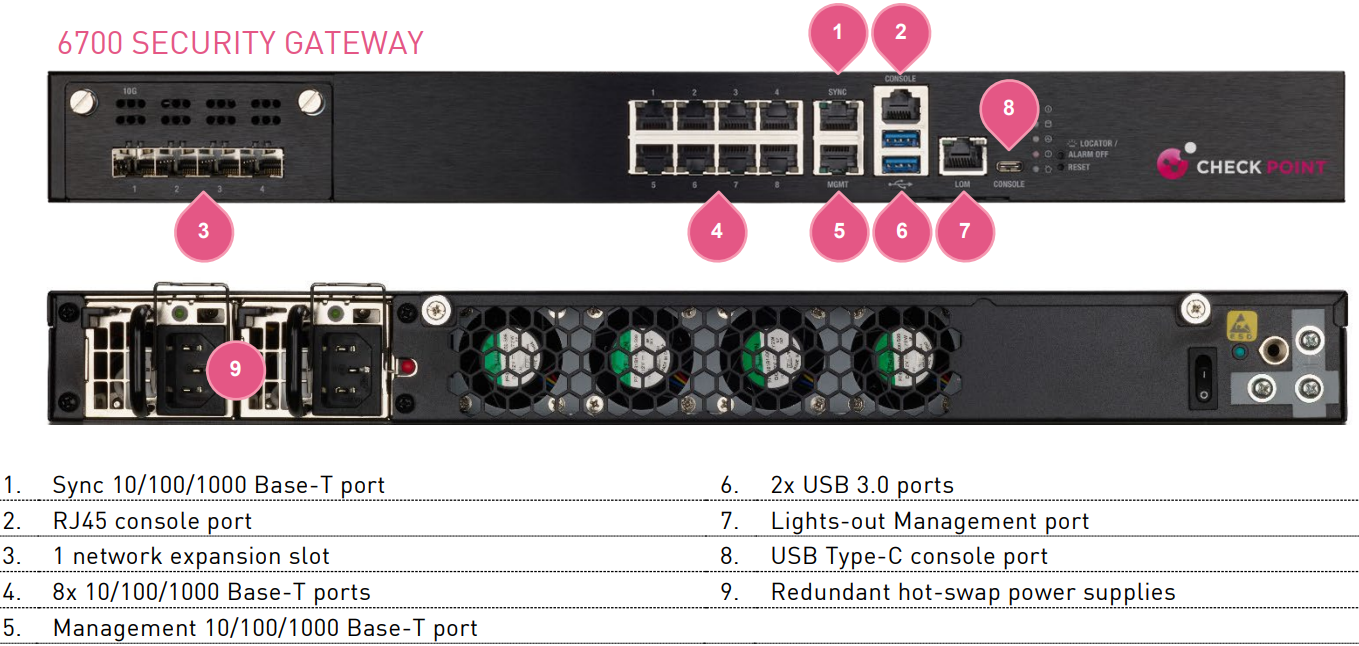 6700 SECURITY GATEWAY
1
2
CONSOLE
10G
1 2 3 4
SYNC
8
LOCATOR /
ALARM OFF
RESET
CHECK POINT
1 2 3 4
5 6 7 8
MGMT
LOM
CONSOLE
3
4
5
6
7
9
ESD
1. Sync 10/100/1000 Base-T port
2. RJ45 console port
3. 1 network expansion slot
4. 8x 10/100/1000 Base-T ports
5. Management 10/100/1000 Base-T port
6. 2x USB 3.0 ports
7. Lights-out Management port
8. USB Type-C console port
9. Redundant hot-swap power supplies